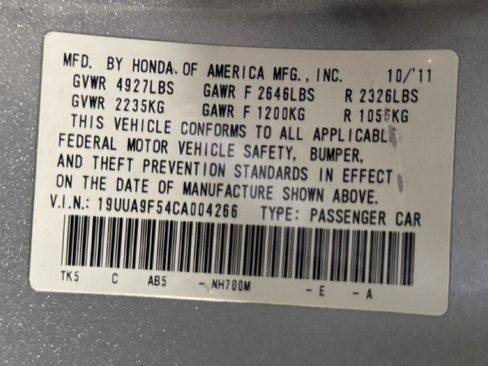 MFD. BY HONDA OF AMERICA MFG., INC. 10/'11
GVWR 4927LBS GAWR F 2646LBS R 2326LBS
GVWR 2235KG GAWR F 1200KG R 1055KG
THIS VEHICLE CONFORMS TO ALL APPLICABLE
FEDERAL MOTOR VEHICLE SAFETY, BUMPER,
AND THEFT PREVENTION STANDARDS IN EFFECT
ON THE DATE OF MANUFACTURE SHOWN ABOVE.
V.I.N.: 19UUA9F54CA004266 TYPE: PASSENGER CAR
TK5 C AB5 - NH700M - E - A